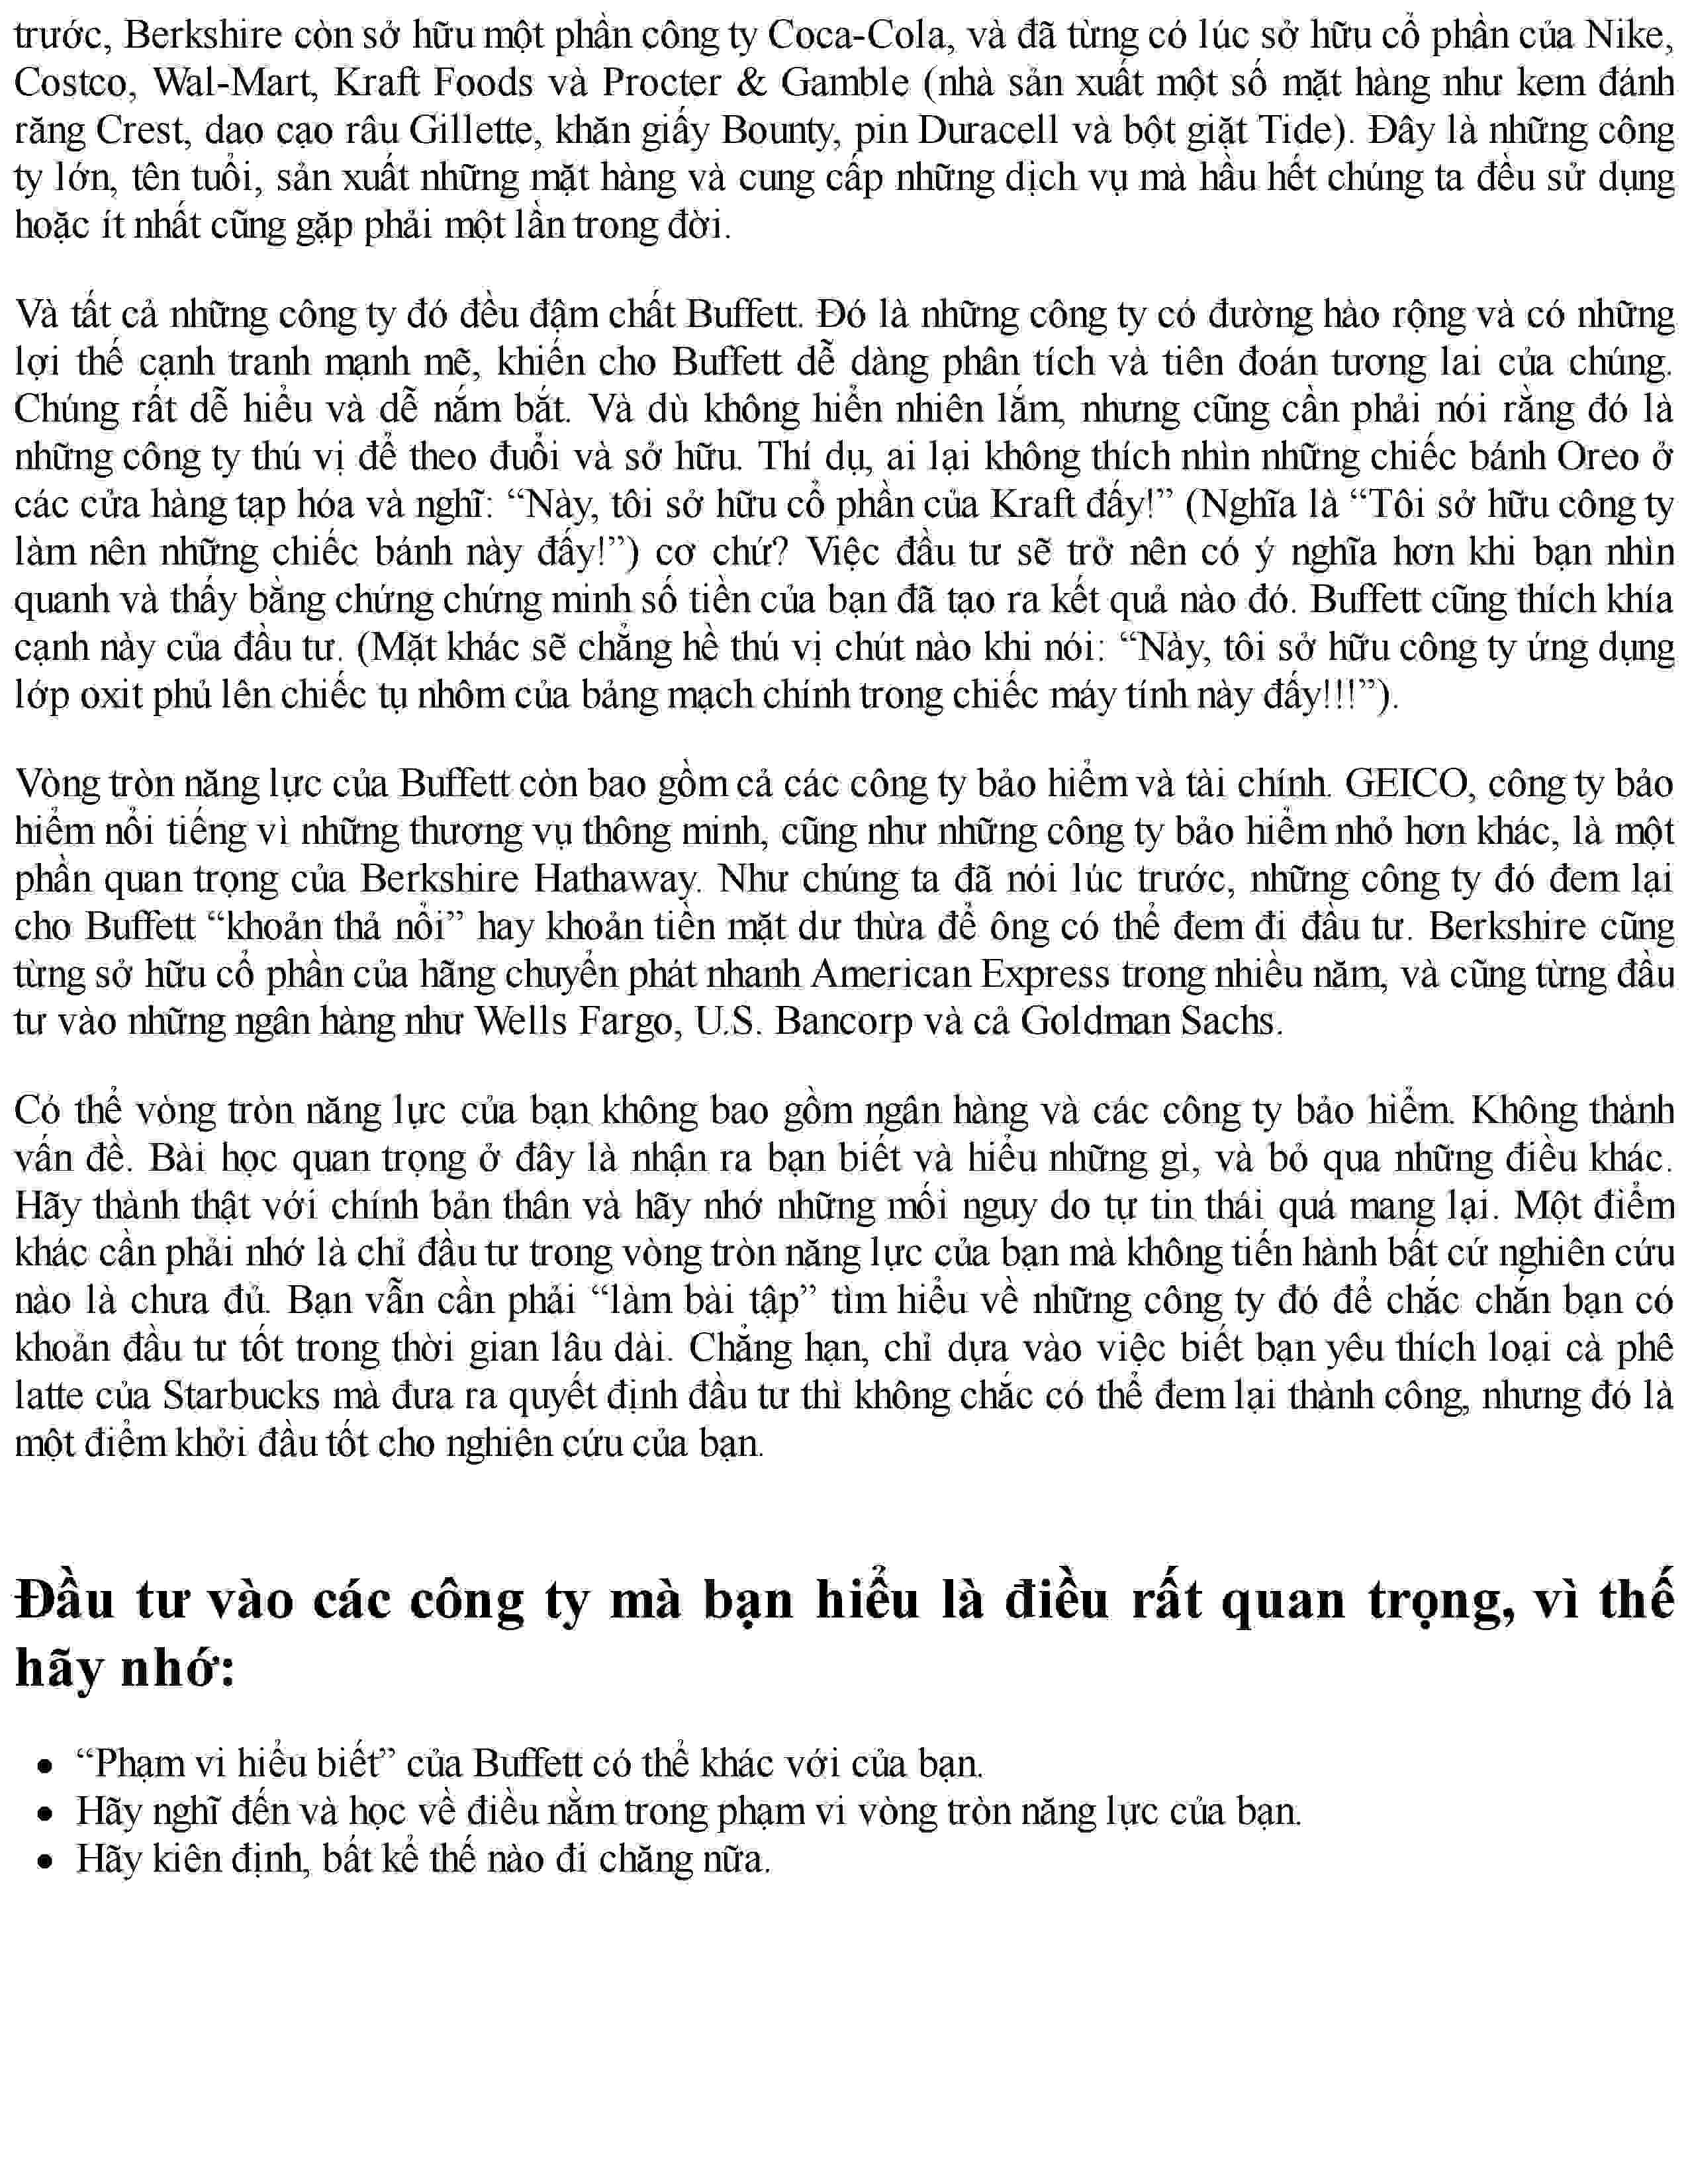 trước, Berkshire còn sở hữu một phần công ty Coca-Cola, và đã từng có lúc sở hữu cổ phần của Nike,
Costco, Wal-Mart, Kraft Foods và Procter & Gamble (nhà sản xuất một số mặt hàng như kem đánh
răng Crest, dao cạo râu Gillette, khăn giấy Bounty, pin Duracell và bột giặt Tide). Đây là những công
ty lớn, tên tuổi, sản xuất những mặt hàng và cung cấp những dịch vụ mà hầu hết chúng ta đều sử dụng
hoặc ít nhất cũng gặp phải một lần trong đời.
Và tất cả những công ty đó đều đậm chất Buffett. Đó là những công ty có đường hào rộng và có những
lợi thế cạnh tranh mạnh mẽ, khiến cho Buffett dễ dàng phân tích và tiên đoán tương lai của chúng.
Chúng rất dễ hiểu và dễ nắm bắt. Và dù không hiển nhiên lắm, nhưng cũng cần phải nói rằng đó là
những công ty thú vị để theo đuổi và sở hữu. Thí dụ, ai lại không thích nhìn những chiếc bánh Oreo ở
các cửa hàng tạp hóa và nghĩ: “Này, tôi sở hữu cổ phần của Kraft đấy!” (Nghĩa là “Tôi sở hữu công ty
làm nên những chiếc bánh này đấy!”) cơ chứ? Việc đầu tư sẽ trở nên có ý nghĩa hơn khi bạn nhìn
quanh và thấy bằng chứng chứng minh số tiền của bạn đã tạo ra kết quả nào đó. Buffett cũng thích khía
cạnh này của đầu tư. (Mặt khác sẽ chẳng hề thú vị chút nào khi nói: “Này, tôi sở hữu công ty ứng dụng
lớp oxit phủ lên chiếc tụ nhôm của bảng mạch chính trong chiếc máy tính này đấy!!!”).
Vòng tròn năng lực của Buffett còn bao gồm cả các công ty bảo hiểm và tài chính. GEICO, công ty bảo
hiểm nổi tiếng vì những thương vụ thông minh, cũng như những công ty bảo hiểm nhỏ hơn khác, là một
phần quan trọng của Berkshire Hathaway. Như chúng ta đã nói lúc trước, những công ty đó đem lại
cho Buffett “khoản thả nổi” hay khoản tiền mặt dư thừa để ông có thể đem đi đầu tư. Berkshire cũng
từng sở hữu cổ phần của hãng chuyển phát nhanh American Express trong nhiều năm, và cũng từng đầu
tư vào những ngân hàng như Wells Fargo, U.S. Bancorp và cả Goldman Sachs.
Có thể vòng tròn năng lực của bạn không bao gồm ngân hàng và các công ty bảo hiểm. Không thành
vấn đề. Bài học quan trọng ở đây là nhận ra bạn biết và hiểu những gì, và bỏ qua những điều khác.
Hãy thành thật với chính bản thân và hãy nhớ những mối nguy do tự tin thái quá mang lại. Một điểm
khác cần phải nhớ là chỉ đầu tư trong vòng tròn năng lực của bạn mà không tiến hành bất cứ nghiên cứu
nào là chưa đủ. Bạn vẫn cần phải “làm bài tập” tìm hiểu về những công ty đó để chắc chắn bạn có
khoản đầu tư tốt trong thời gian lâu dài. Chẳng hạn, chỉ dựa vào việc biết bạn yêu thích loại cà phê
latte của Starbucks mà đưa ra quyết định đầu tư thì không chắc có thể đem lại thành công, nhưng đó là
một điểm khởi đầu tốt cho nghiên cứu của bạn.
Đầu tư vào các công ty mà bạn hiểu là điều rất quan trọng, vì thế
hãy nhớ:
• “Phạm vi hiểu biết” của Buffett có thể khác với của bạn.
• Hãy nghĩ đến và học về điều nằm trong phạm vi vòng tròn năng lực của bạn.
• Hãy kiên định, bất kể thế nào đi chăng nữa.